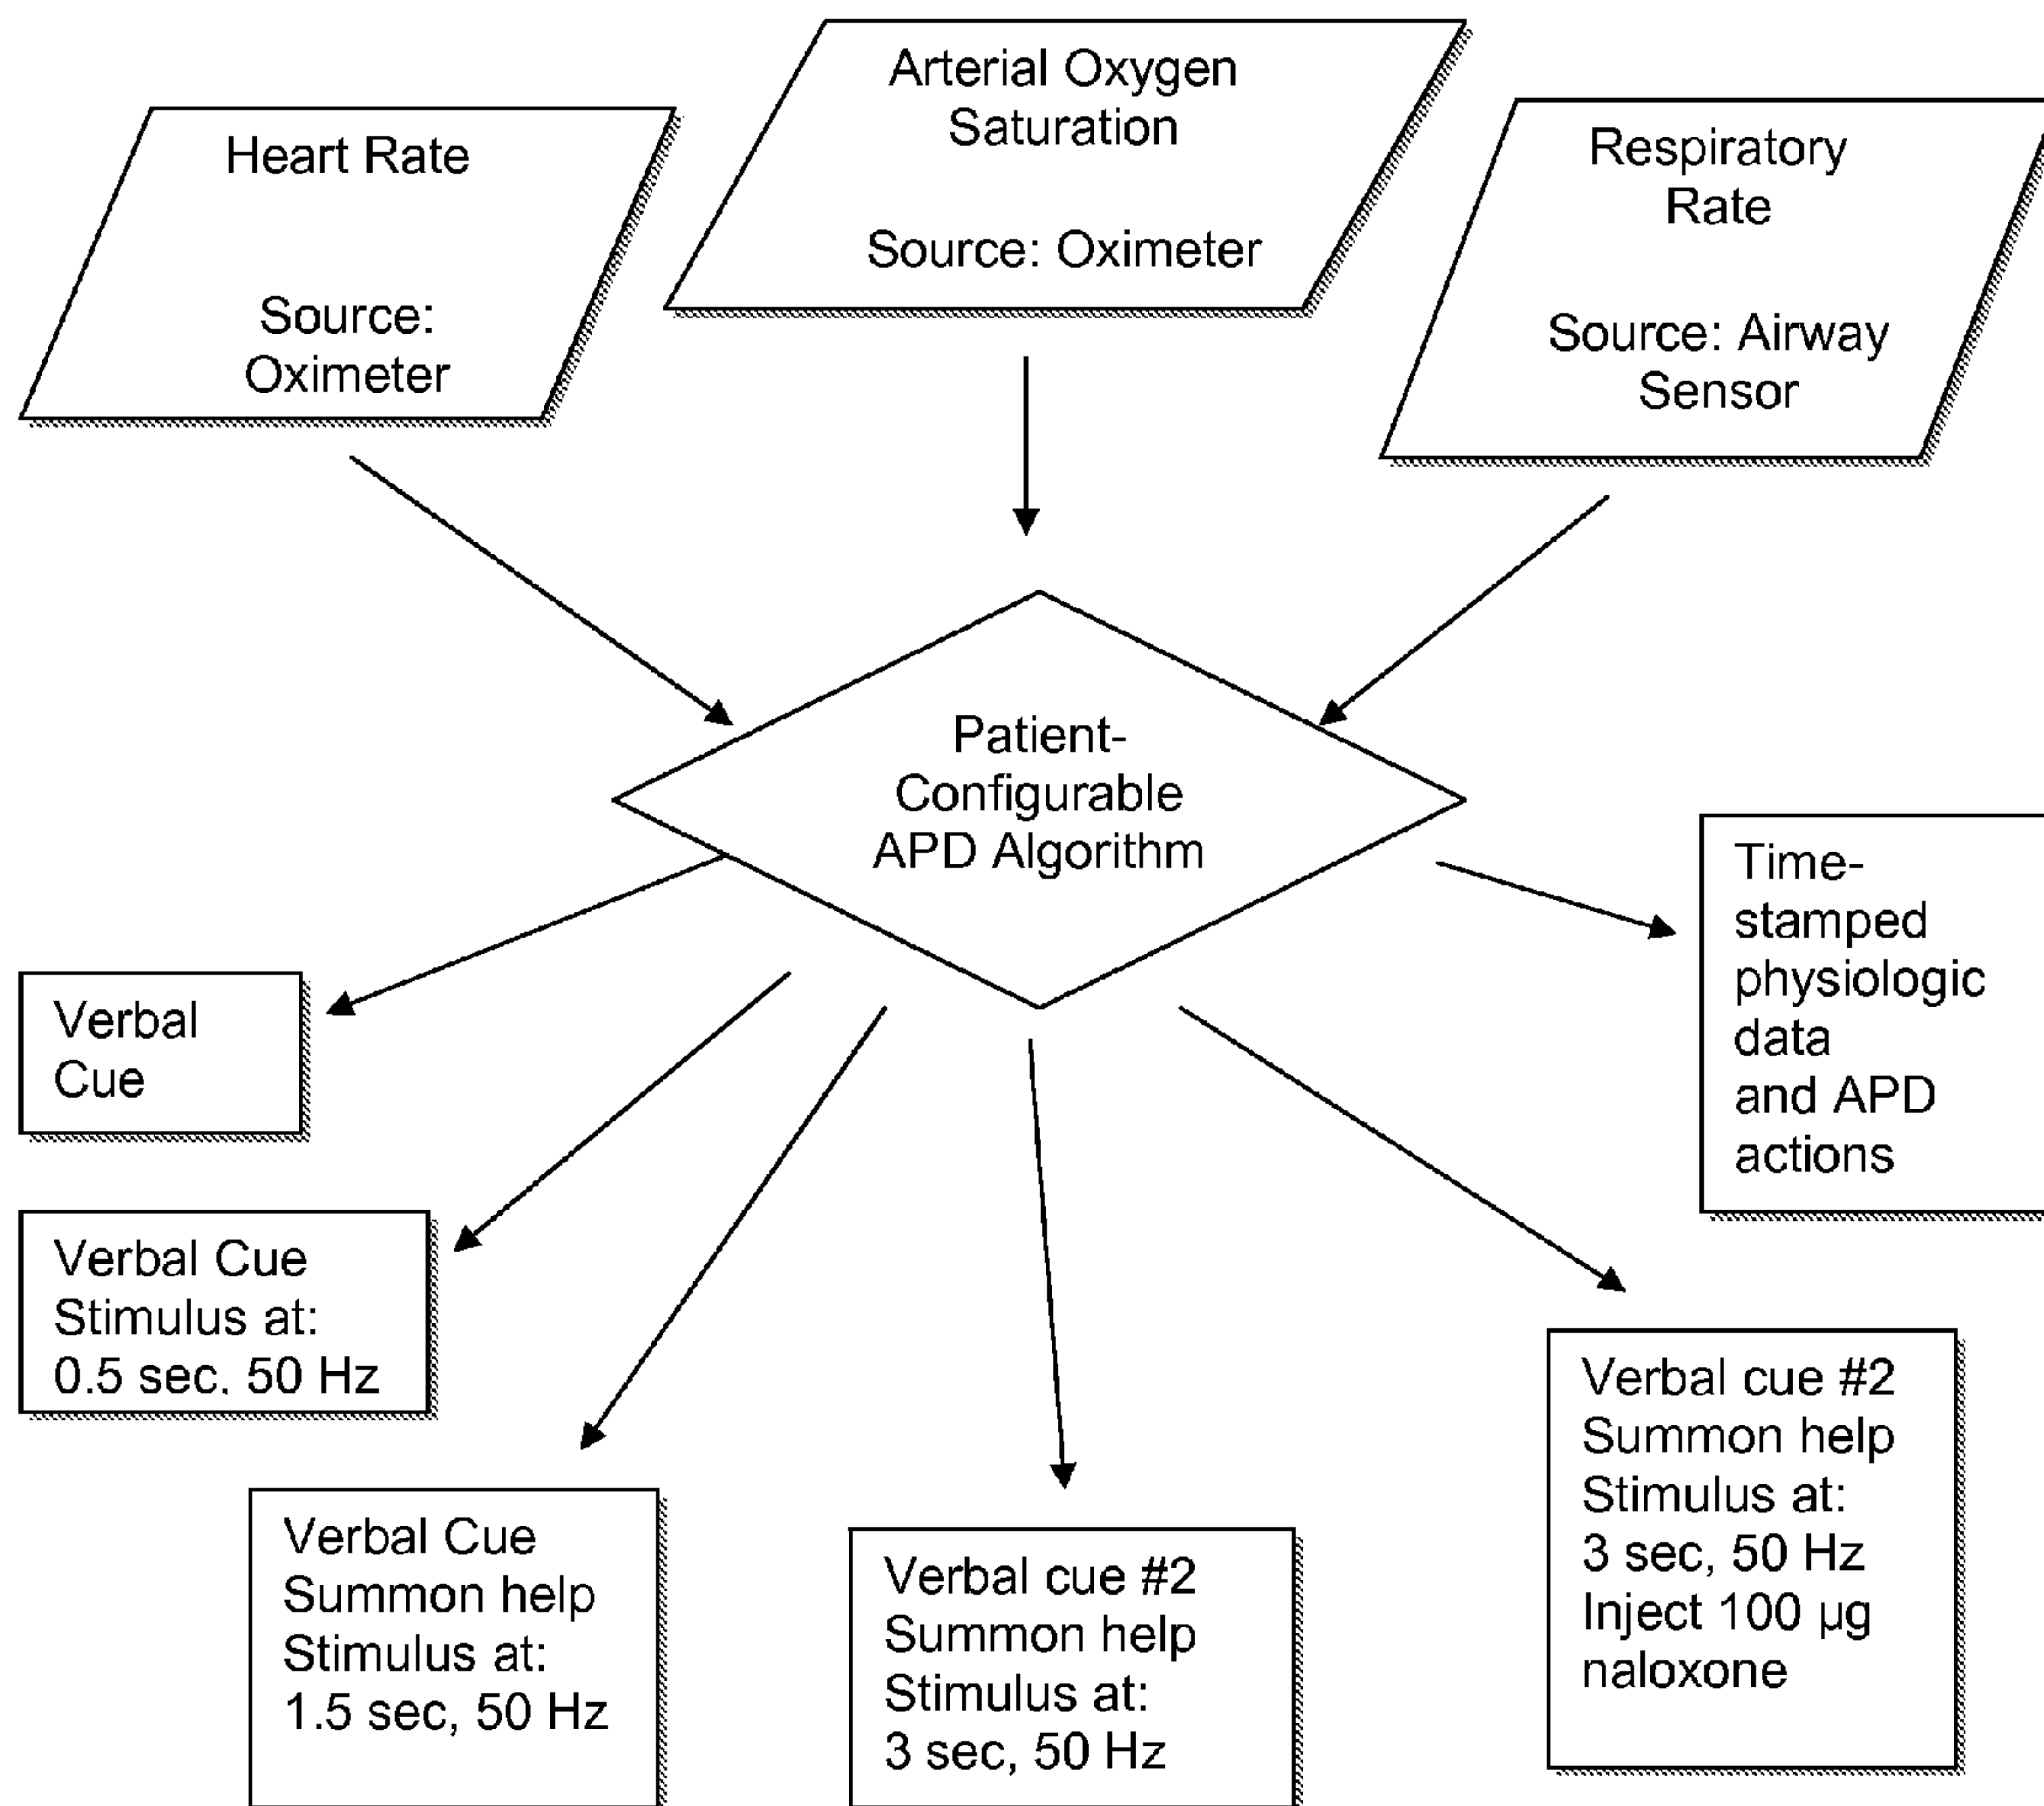 Heart Rate
Source:
Oximeter
Arterial Oxygen
Saturation
Source: Oximeter
Respiratory
Rate
Source: Airway
Sensor
Patient-
Configurable
APD Algorithm
Verbal
Cue
Verbal Cue
Stimulus at:
0.5 sec. 50 Hz
Verbal Cue
Summon help
Stimulus at:
1.5 sec, 50 Hz
Verbal cue #2
Summon help
Stimulus at:
3 sec, 50 Hz
Verbal cue #2
Summon help
Stimulus at:
3 sec, 50 Hz
Inject 100 µg
naloxone
Time-
stamped
physiologic
data
and APD
actions